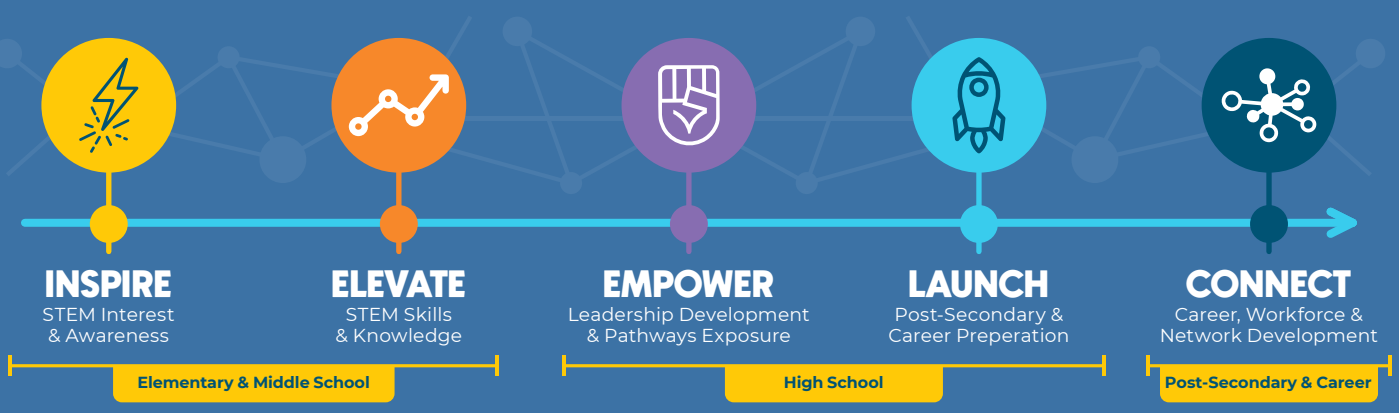 INSPIRE
STEM Interest
& Awareness
ELEVATE
STEM Skills
& Knowledge
EMPOWER
Leadership Development
& Pathways Exposure
LAUNCH
Post-Secondary &
Career Preparation
CONNECT
Career, Workforce &
Network Development
Elementary & Middle School
High School
Post-Secondary & Career